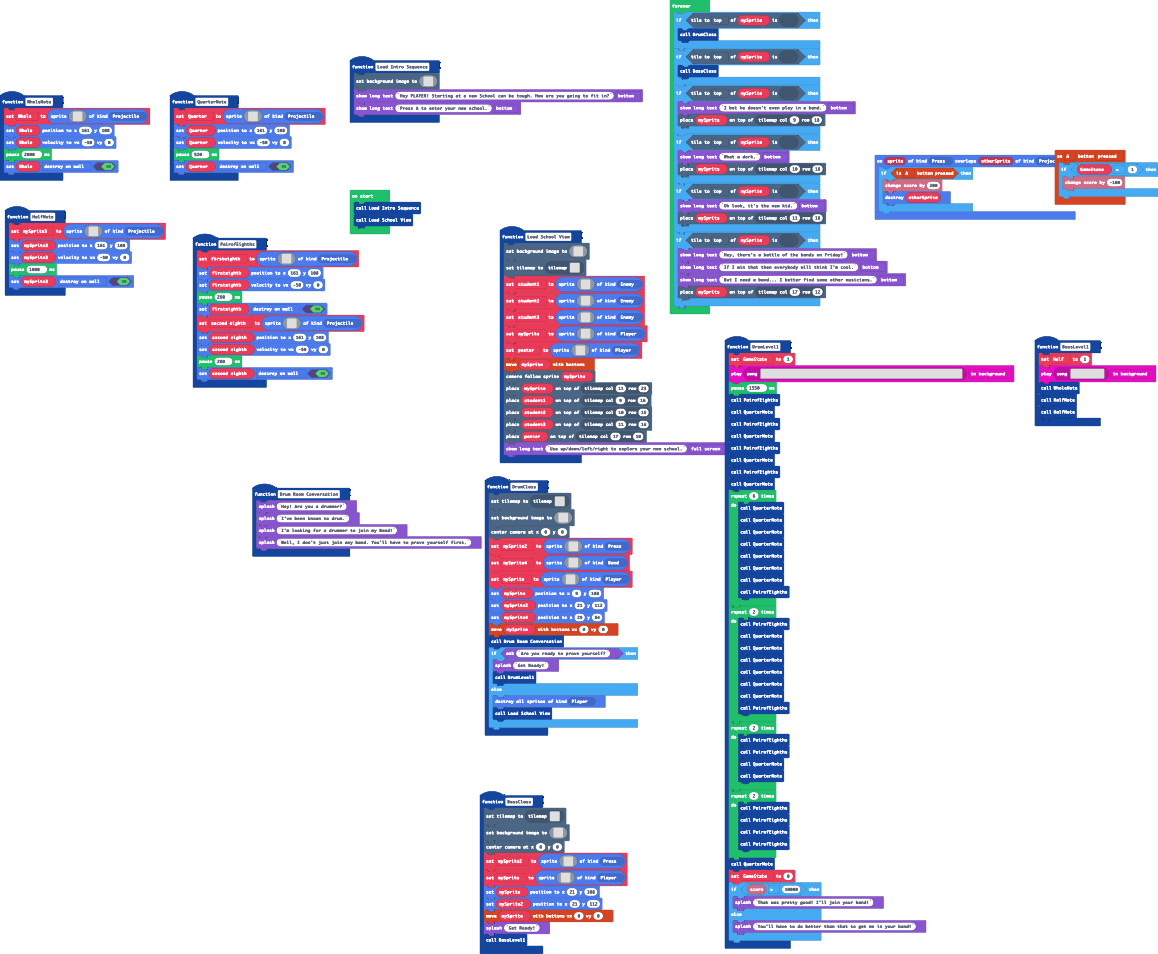 function WholeNote
set Whole to sprite of kind Projectile
set Whole position to x 161 y 108
set Whole velocity to vx -50 vy 0
pause 2000 ms
set Whole destroy on wall
function QuarterNote
set Quarter to sprite of kind Projectile
set Quarter position to x 161 y 108
set Quarter velocity to vx -50 vy 0
pause 520 ms
set Quarter destroy on wall
function HalfNote
set mySprite3 to sprite of kind Projectile
set mySprite3 position to x 161 y 108
set mySprite3 velocity to vx -50 vy 0
pause 1000 ms
set mySprite3 destroy on wall
function PairofEighths
set firsteighth to sprite of kind Projectile
set firsteighth position to x 161 y 108
set firsteighth velocity to vx -50 vy 0
pause 260 ms
set firsteighth destroy on wall
set second eighth to sprite of kind Projectile
set second eighth position to x 161 y 108
set second eighth velocity to vx -50 vy 0
pause 260 ms
set second eighth destroy on wall
function Load Intro Sequence
set background image to
show long text Hey PLAYER! Starting at a new School can be tough. How are you going to fit in? bottom
show long text Press A to enter your new school. bottom
on start
call Load Intro Sequence
call Load School View
function Load School View
set background image to
set tilemap to tilemap
set student1 to sprite of kind Enemy
set student2 to sprite of kind Enemy
set student3 to sprite of kind Enemy
set mySprite to sprite of kind Player
set poster to sprite of kind Player
move mySprite with buttons
camera follow sprite mySprite
place mySprite on top of tilemap col 11 row 23
place student1 on top of tilemap col 9 row 16
place student2 on top of tilemap col 10 row 15
place student3 on top of tilemap col 11 row 16
place poster on top of tilemap col 17 row 10
show long text Use up/down/left/right to explore your new school. full screen
forever
if tile to top of mySprite is then
call DrumClass
if tile to top of mySprite is then
call BassClass
if tile to top of mySprite is then
show long text I bet he doesn't even play in a band. bottom
place mySprite on top of tilemap col 9 row 18
if tile to top of mySprite is then
show long text What a dork. bottom
place mySprite on top of tilemap col 10 row 18
if tile to top of mySprite is then
show long text Oh look, it's the new kid. bottom
place mySprite on top of tilemap col 11 row 18
if tile to top of mySprite is then
show long text Hey, there's a battle of the bands on Friday! bottom
show long text If I win that then everybody will think I'm cool. bottom
show long text But I need a band... I better find some other musicians. bottom
place mySprite on top of tilemap col 17 row 12
on sprite of kind Press overlaps otherSprite of kind Projec
if is A button pressed then
change score by 200
destroy otherSprite
on A button pressed
if GameState = 1 then
change score by -100
function Drum Room Conversation
splash Hey! Are you a drummer?
splash I've been known to drum.
splash I'm looking for a drummer to join my Band!
splash Well, I don't just join any band. You'll have to prove yourself first.
function DrumClass
set tilemap to tilemap
set background image to
center camera at x 0 y 0
set mySprite2 to sprite of kind Press
set mySprite4 to sprite of kind Band
set mySprite to sprite of kind Player
set mySprite position to x 9 y 108
set mySprite2 position to x 21 y 112
set mySprite4 position to x 29 y 84
move mySprite with buttons vx 0 vy 0
call Drum Room Conversation
if ask Are you ready to prove yourself? then
splash Get Ready!
call DrumLevel1
else
destroy all sprites of kind Player
call Load School View
function BassClass
set tilemap to tilemap
set background image to
center camera at x 0 y 0
set mySprite2 to sprite of kind Press
set mySprite to sprite of kind Player
set mySprite position to x 21 y 108
set mySprite2 position to x 21 y 112
move mySprite with buttons vx 0 vy 0
splash Get Ready!
call BassLevel1
function DrumLevel1
set GameState to 1
play song in background
pause 1550 ms
call PairofEighths
call QuarterNote
call PairofEighths
call QuarterNote
call PairofEighths
call QuarterNote
call PairofEighths
call QuarterNote
repeat times
do call QuarterNote
call QuarterNote
call QuarterNote
call QuarterNote
call QuarterNote
call QuarterNote
call QuarterNote
call PairofEighths
repeat 2 times
do call PairofEighths
call QuarterNote
call QuarterNote
call QuarterNote
call QuarterNote
call QuarterNote
call QuarterNote
call PairofEighths
repeat 2 times
do call PairofEighths
call PairofEighths
call QuarterNote
call QuarterNote
repeat 2 times
do call PairofEighths
call PairofEighths
call PairofEighths
call PairofEighths
call QuarterNote
set GameState to 0
if score > 10000 then
splash That was pretty good! I'll join your band!
else
splash You'll have to do better than that to get me in your band!
function BassLevel1
set Half to 1
play song in background
call WholeNote
call HalfNote
call HalfNote